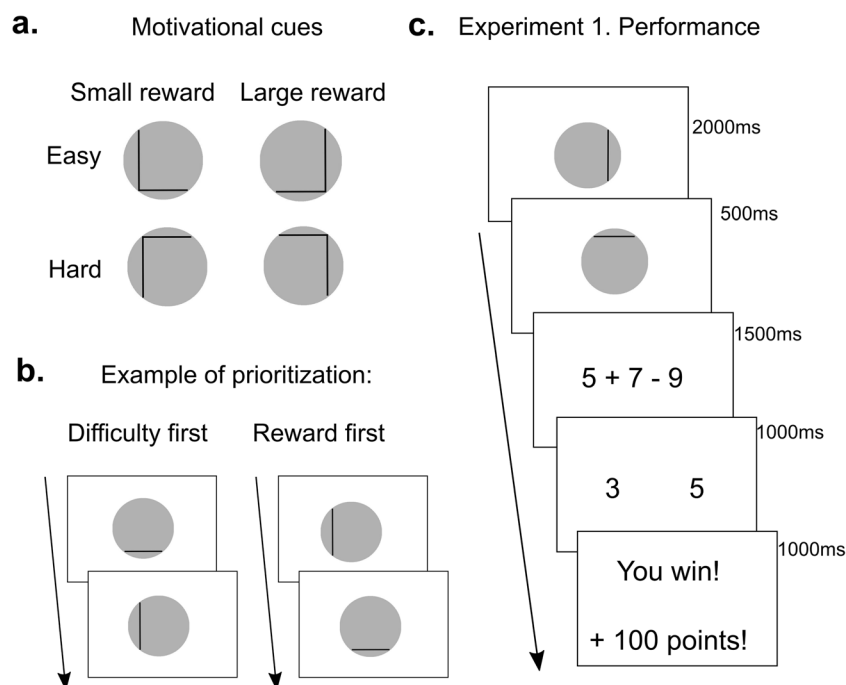 a. Motivational cues
Small reward Large reward
Easy
Hard
b. Example of prioritization:
Difficulty first Reward first
c. Experiment 1. Performance
2000ms
500ms
1500ms
5 + 7 - 9
1000ms
3 5
1000ms
You win!
+ 100 points!